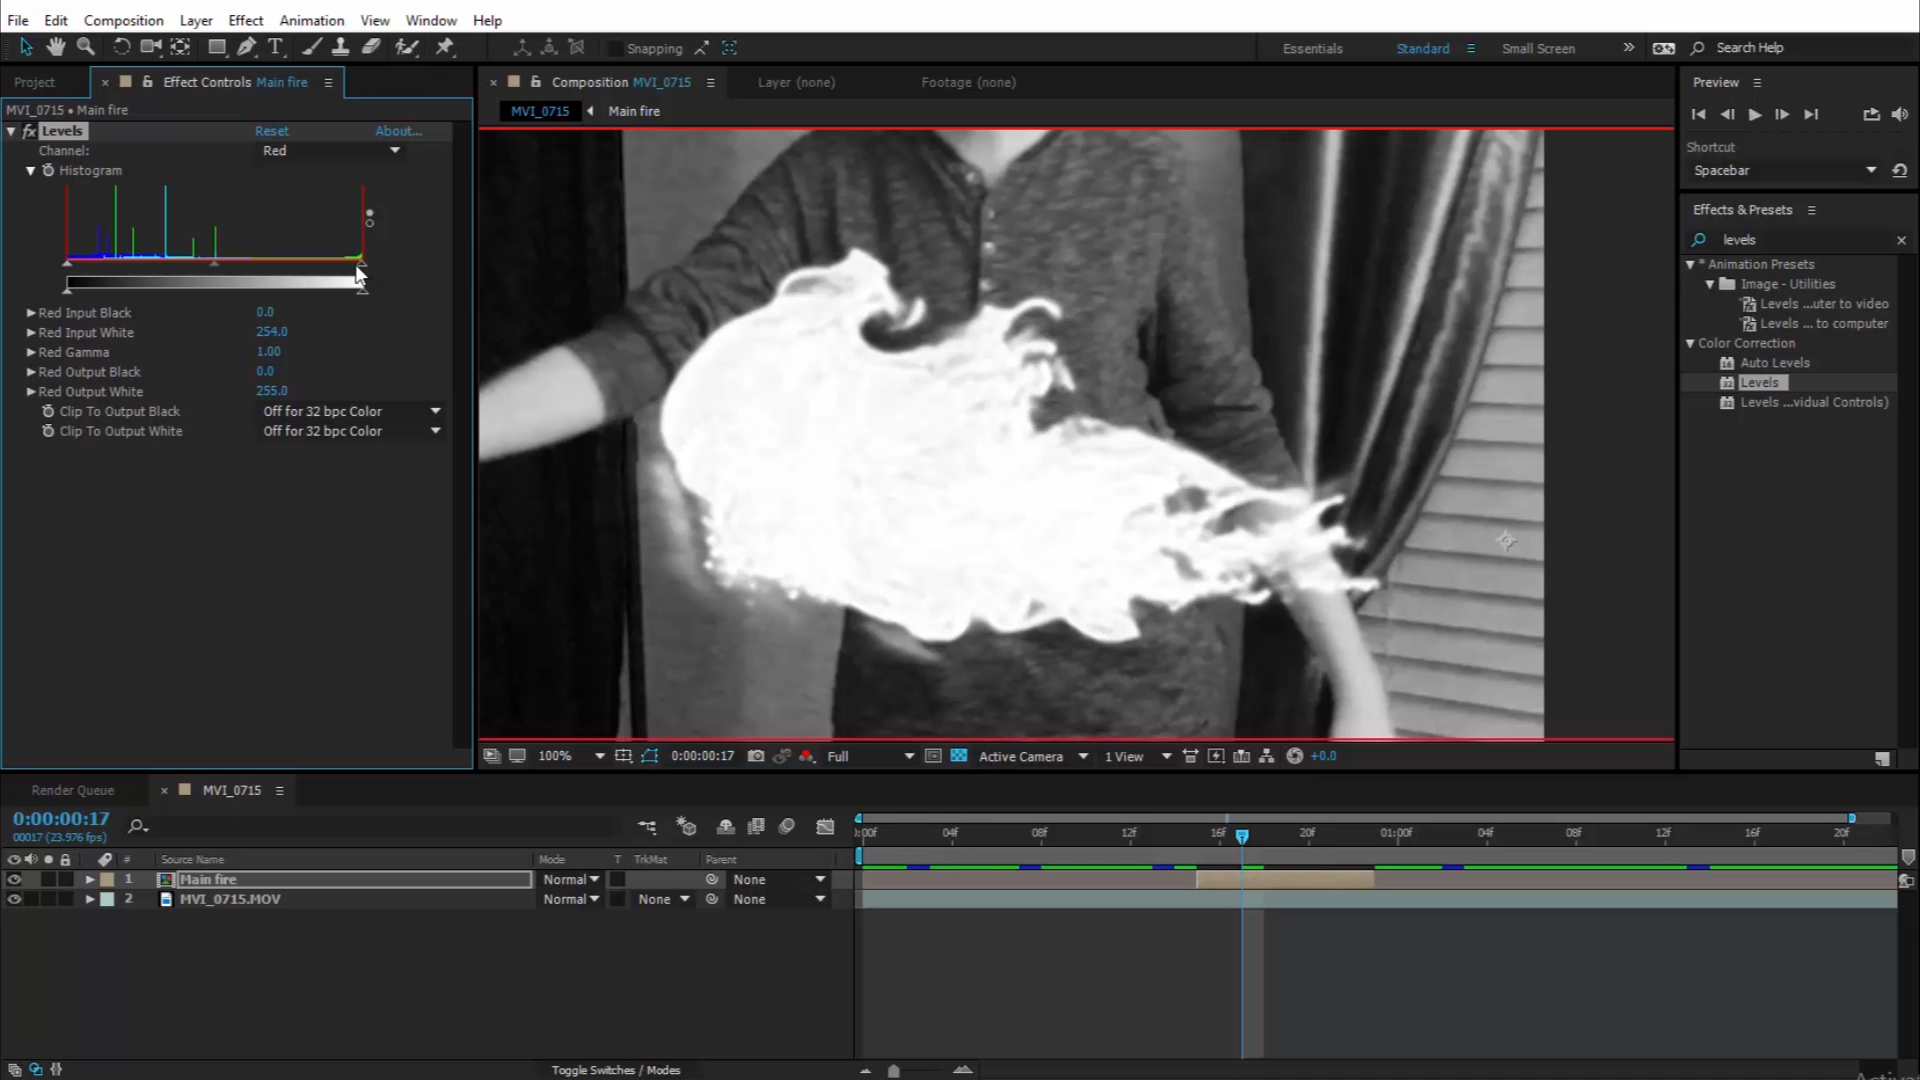 File Edit Composition Layer Effect Animation View Window Help
Snapping Essentials Standard Small Screen Search Help
Project Effect Controls Main fire Composition MVI_0715 Layer (none) Footage (none) Preview
MVI_0715 • Main fire
MVI_0715 Main fire
fx Levels Reset About...
Channel: Red
Histogram
Red Input Black 0.0
Red Input White 254.0
Red Gamma 1.00
Red Output Black 0.0
Red Output White 255.0
Clip To Output Black Off for 32 bpc Color
Clip To Output White Off for 32 bpc Color
Shortcut
Spacebar
Effects & Presets
levels
* Animation Presets
Image - Utilities
Levels ...uter to video
Levels ... to computer
Color Correction
Auto Levels
Levels
Levels ...vidual Controls)
100% 0:00:00:17 Full Active Camera 1 View +0.0
Render Queue MVI_0715
0:00:00:17
00017 (23.976 fps)
:00f 04f 08f 12f 16f 20f 01:00f 04f 08f 12f 16f 20f
# Source Name Mode T TrkMat Parent
1 Main fire Normal None
2 MVI_0715.MOV Normal None None
Toggle Switches / Modes